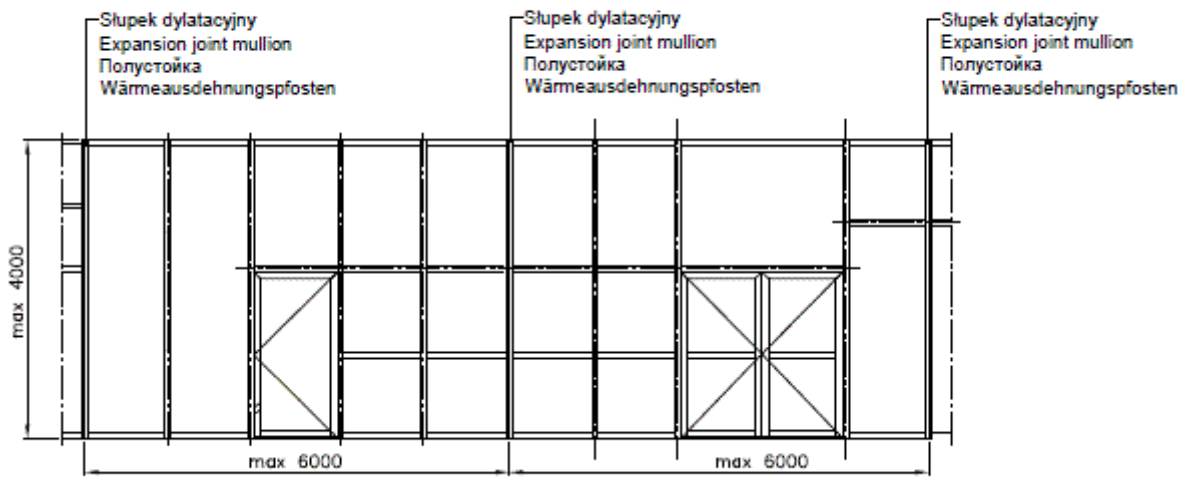 Słupek dylatacyjny
Expansion joint mullion
Полустойка
Wärmeausdehnungspfosten
Słupek dylatacyjny
Expansion joint mullion
Полустойка
Wärmeausdehnungspfosten
Słupek dylatacyjny
Expansion joint mullion
Полустойка
Wärmeausdehnungspfosten
max 4000
max 6000
max 6000